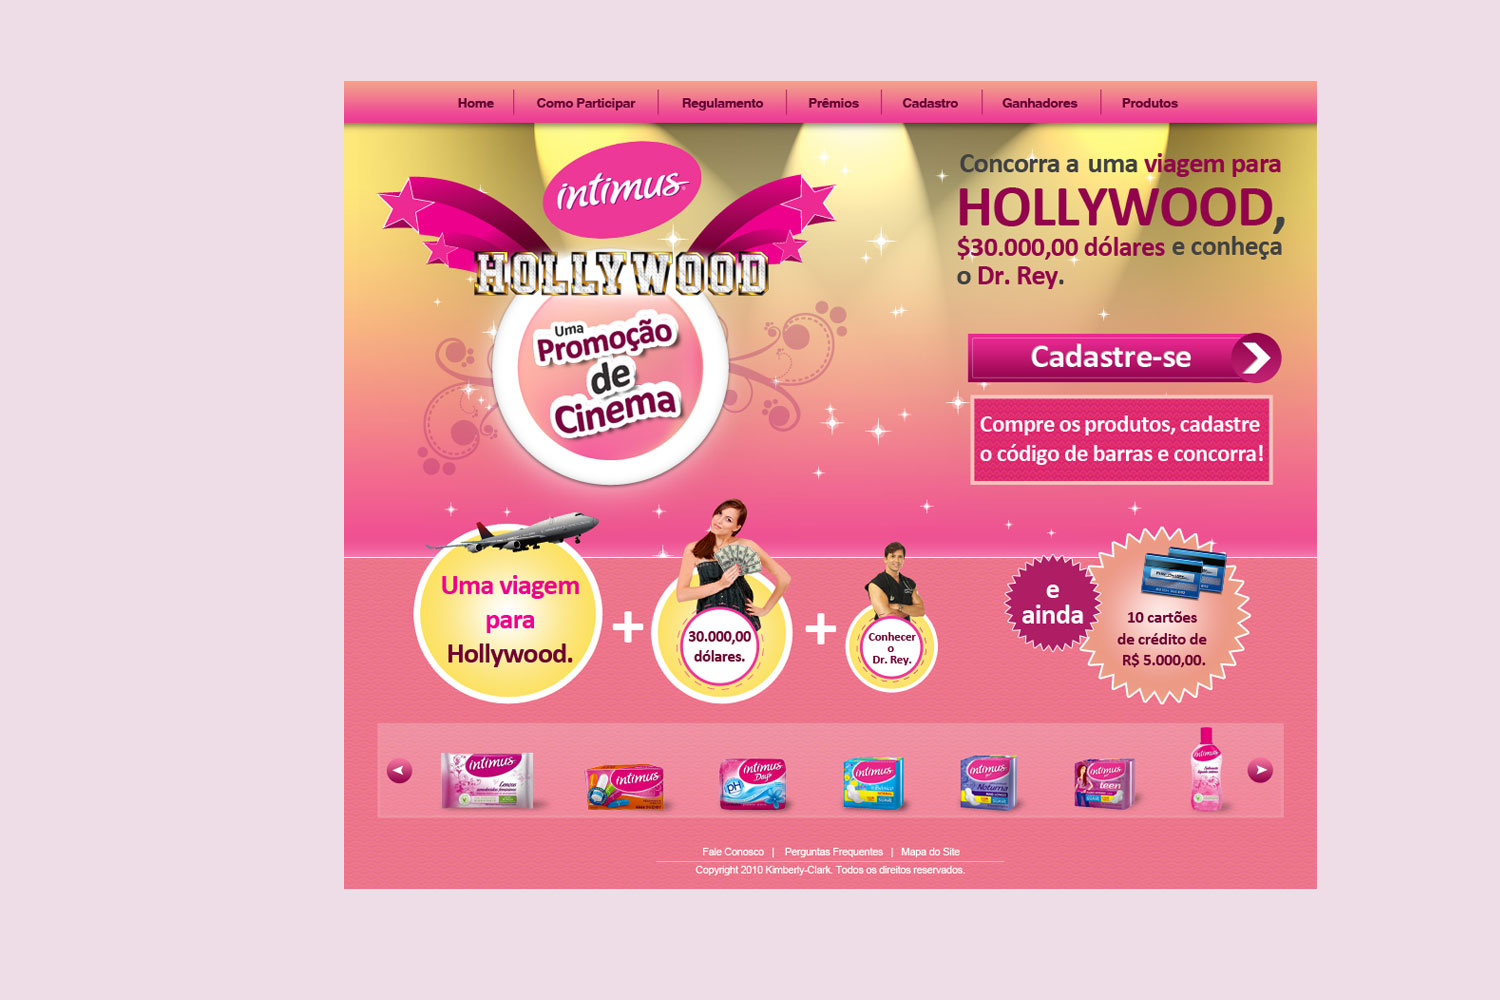 Home
Como Participar
Regulamento
Prêmios
Cadastro
Ganhadores
Produtos
intimus
HOLLYWOOD
Uma
Promoção
de
Cinema
Concorra a uma viagem para
HOLLYWOOD,
$30.000,00 dólares e conheça
o Dr. Rey.
Cadastre-se
Compre os produtos, cadastre
o código de barras e concorra!
Uma viagem
para
Hollywood.
+
30.000,00
dólares.
+
Conhecer
o
Dr. Rey.
e
ainda
10 cartões
de crédito de
R$ 5.000,00.
intimus
intimus
intimus
Days
pH
intimus
intimus
Noturno
intimus
teen
intimus
Fale Conosco | Perguntas Frequentes | Mapa do Site
Copyright 2010 Kimberly-Clark. Todos os direitos reservados.